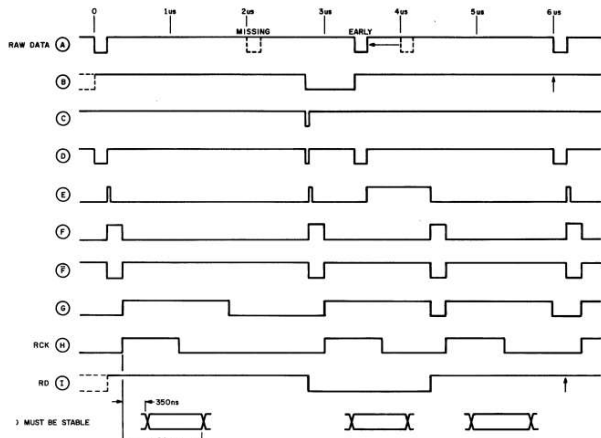 0 1us 2us 3us 4us 5us 6us
MISSING EARLY
RAW DATA A
B
C
D
E
F
F̅
G
RCK H
RD I
350ns
) MUST BE STABLE